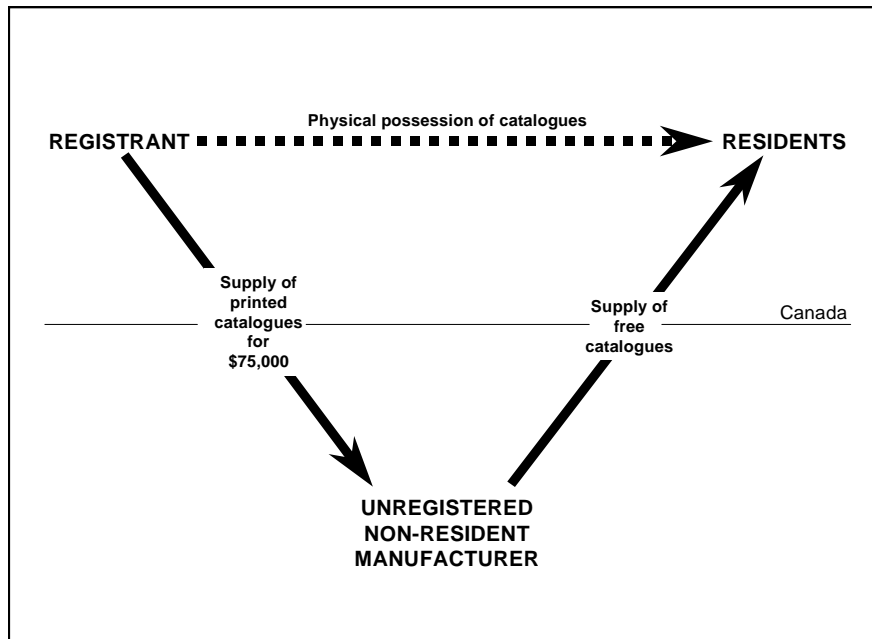 Physical possession of catalogues
REGISTRANT
RESIDENTS
Supply of
printed
catalogues
for
$75,000
Supply of
free
catalogues
Canada
UNREGISTERED
NON-RESIDENT
MANUFACTURER